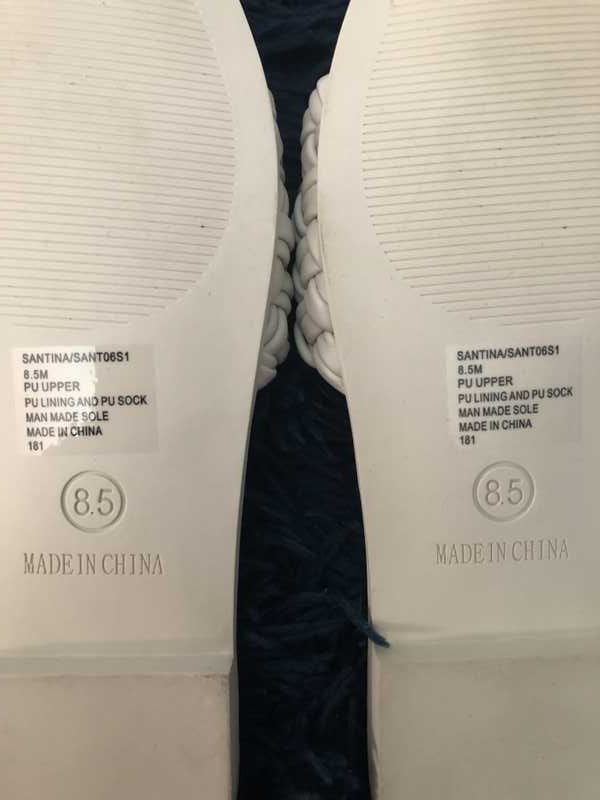 SANTINA/SANT06S1
8.5M
PU UPPER
PU LINING AND PU SOCK
MAN MADE SOLE
MADE IN CHINA
181
8.5
MADE IN CHINA
SANTINA/SANT06S1
8.5M
PU UPPER
PU LINING AND PU SOCK
MAN MADE SOLE
MADE IN CHINA
181
8.5
MADE IN CHINA